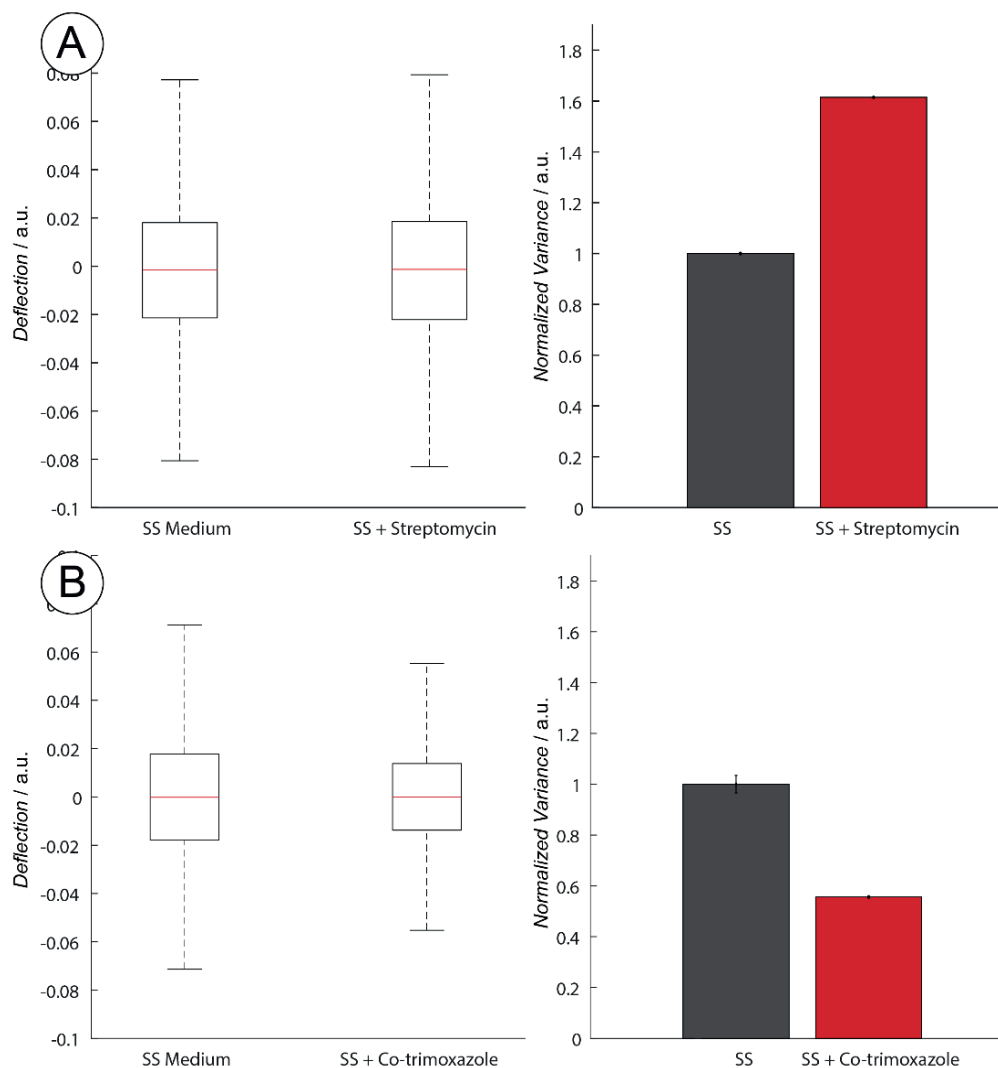 A
0.08
0.06
0.04
0.02
0
-0.02
-0.04
-0.06
-0.08
-0.1
Deflection / a.u.
SS Medium
SS + Streptomycin
1.8
1.6
1.4
1.2
1
0.8
0.6
0.4
0.2
0
Normalized Variance / a.u.
SS
SS + Streptomycin
B
0.06
0.04
0.02
0
-0.02
-0.04
-0.06
-0.08
-0.1
Deflection / a.u.
SS Medium
SS + Co-trimoxazole
1.8
1.6
1.4
1.2
1
0.8
0.6
0.4
0.2
0
Normalized Variance / a.u.
SS
SS + Co-trimoxazole